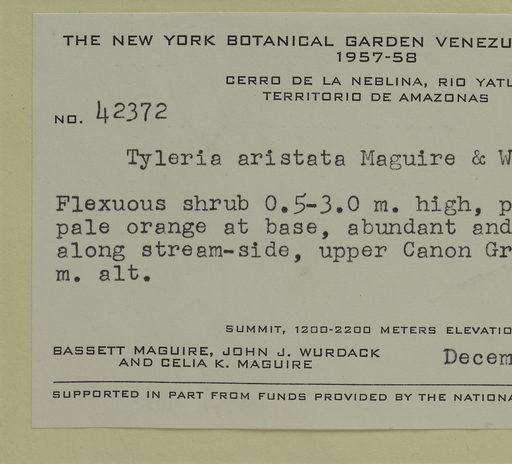 THE NEW YORK BOTANICAL GARDEN VENEZU
1957-58
CERRO DE LA NEBLINA, RIO YATU
TERRITORIO DE AMAZONAS
NO. 42372
Tyleria aristata Maguire & W
Flexuous shrub 0.5-3.0 m. high, p
pale orange at base, abundant and
along stream-side, upper Canon Gr
m. alt.
SUMMIT, 1200-2200 METERS ELEVATIO
BASSETT MAGUIRE, JOHN J. WURDACK
AND CELIA K. MAGUIRE
Decem
SUPPORTED IN PART FROM FUNDS PROVIDED BY THE NATIONA